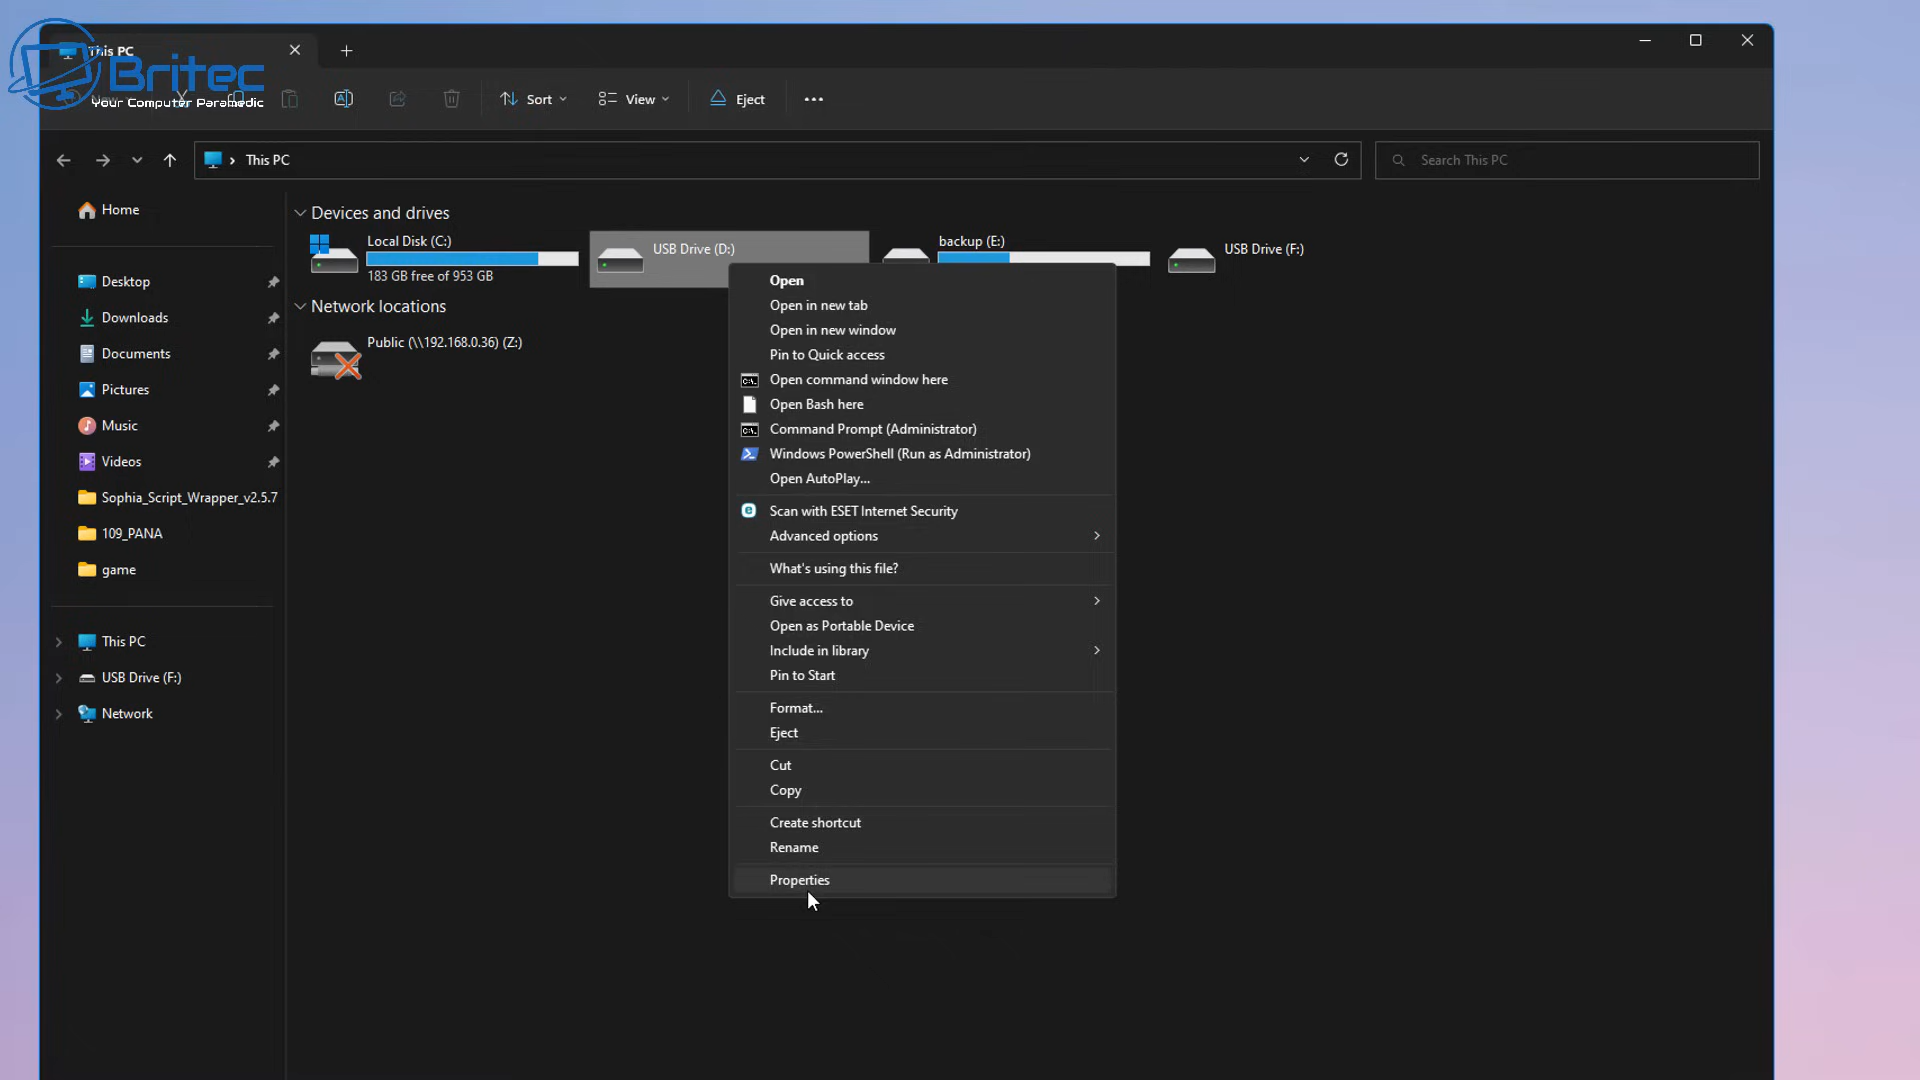 This PC
Britec
Your Computer Paramedic
Sort
View
Eject
This PC
Search This PC
Home
Desktop
Downloads
Documents
Pictures
Music
Videos
Sophia_Script_Wrapper_v2.5.7
109_PANA
game
This PC
USB Drive (F:)
Network
Devices and drives
Local Disk (C:)
183 GB free of 953 GB
USB Drive (D:)
backup (E:)
USB Drive (F:)
Network locations
Public (\\192.168.0.36) (Z:)
Open
Open in new tab
Open in new window
Pin to Quick access
Open command window here
Open Bash here
Command Prompt (Administrator)
Windows PowerShell (Run as Administrator)
Open AutoPlay...
Scan with ESET Internet Security
Advanced options
What's using this file?
Give access to
Open as Portable Device
Include in library
Pin to Start
Format...
Eject
Cut
Copy
Create shortcut
Rename
Properties